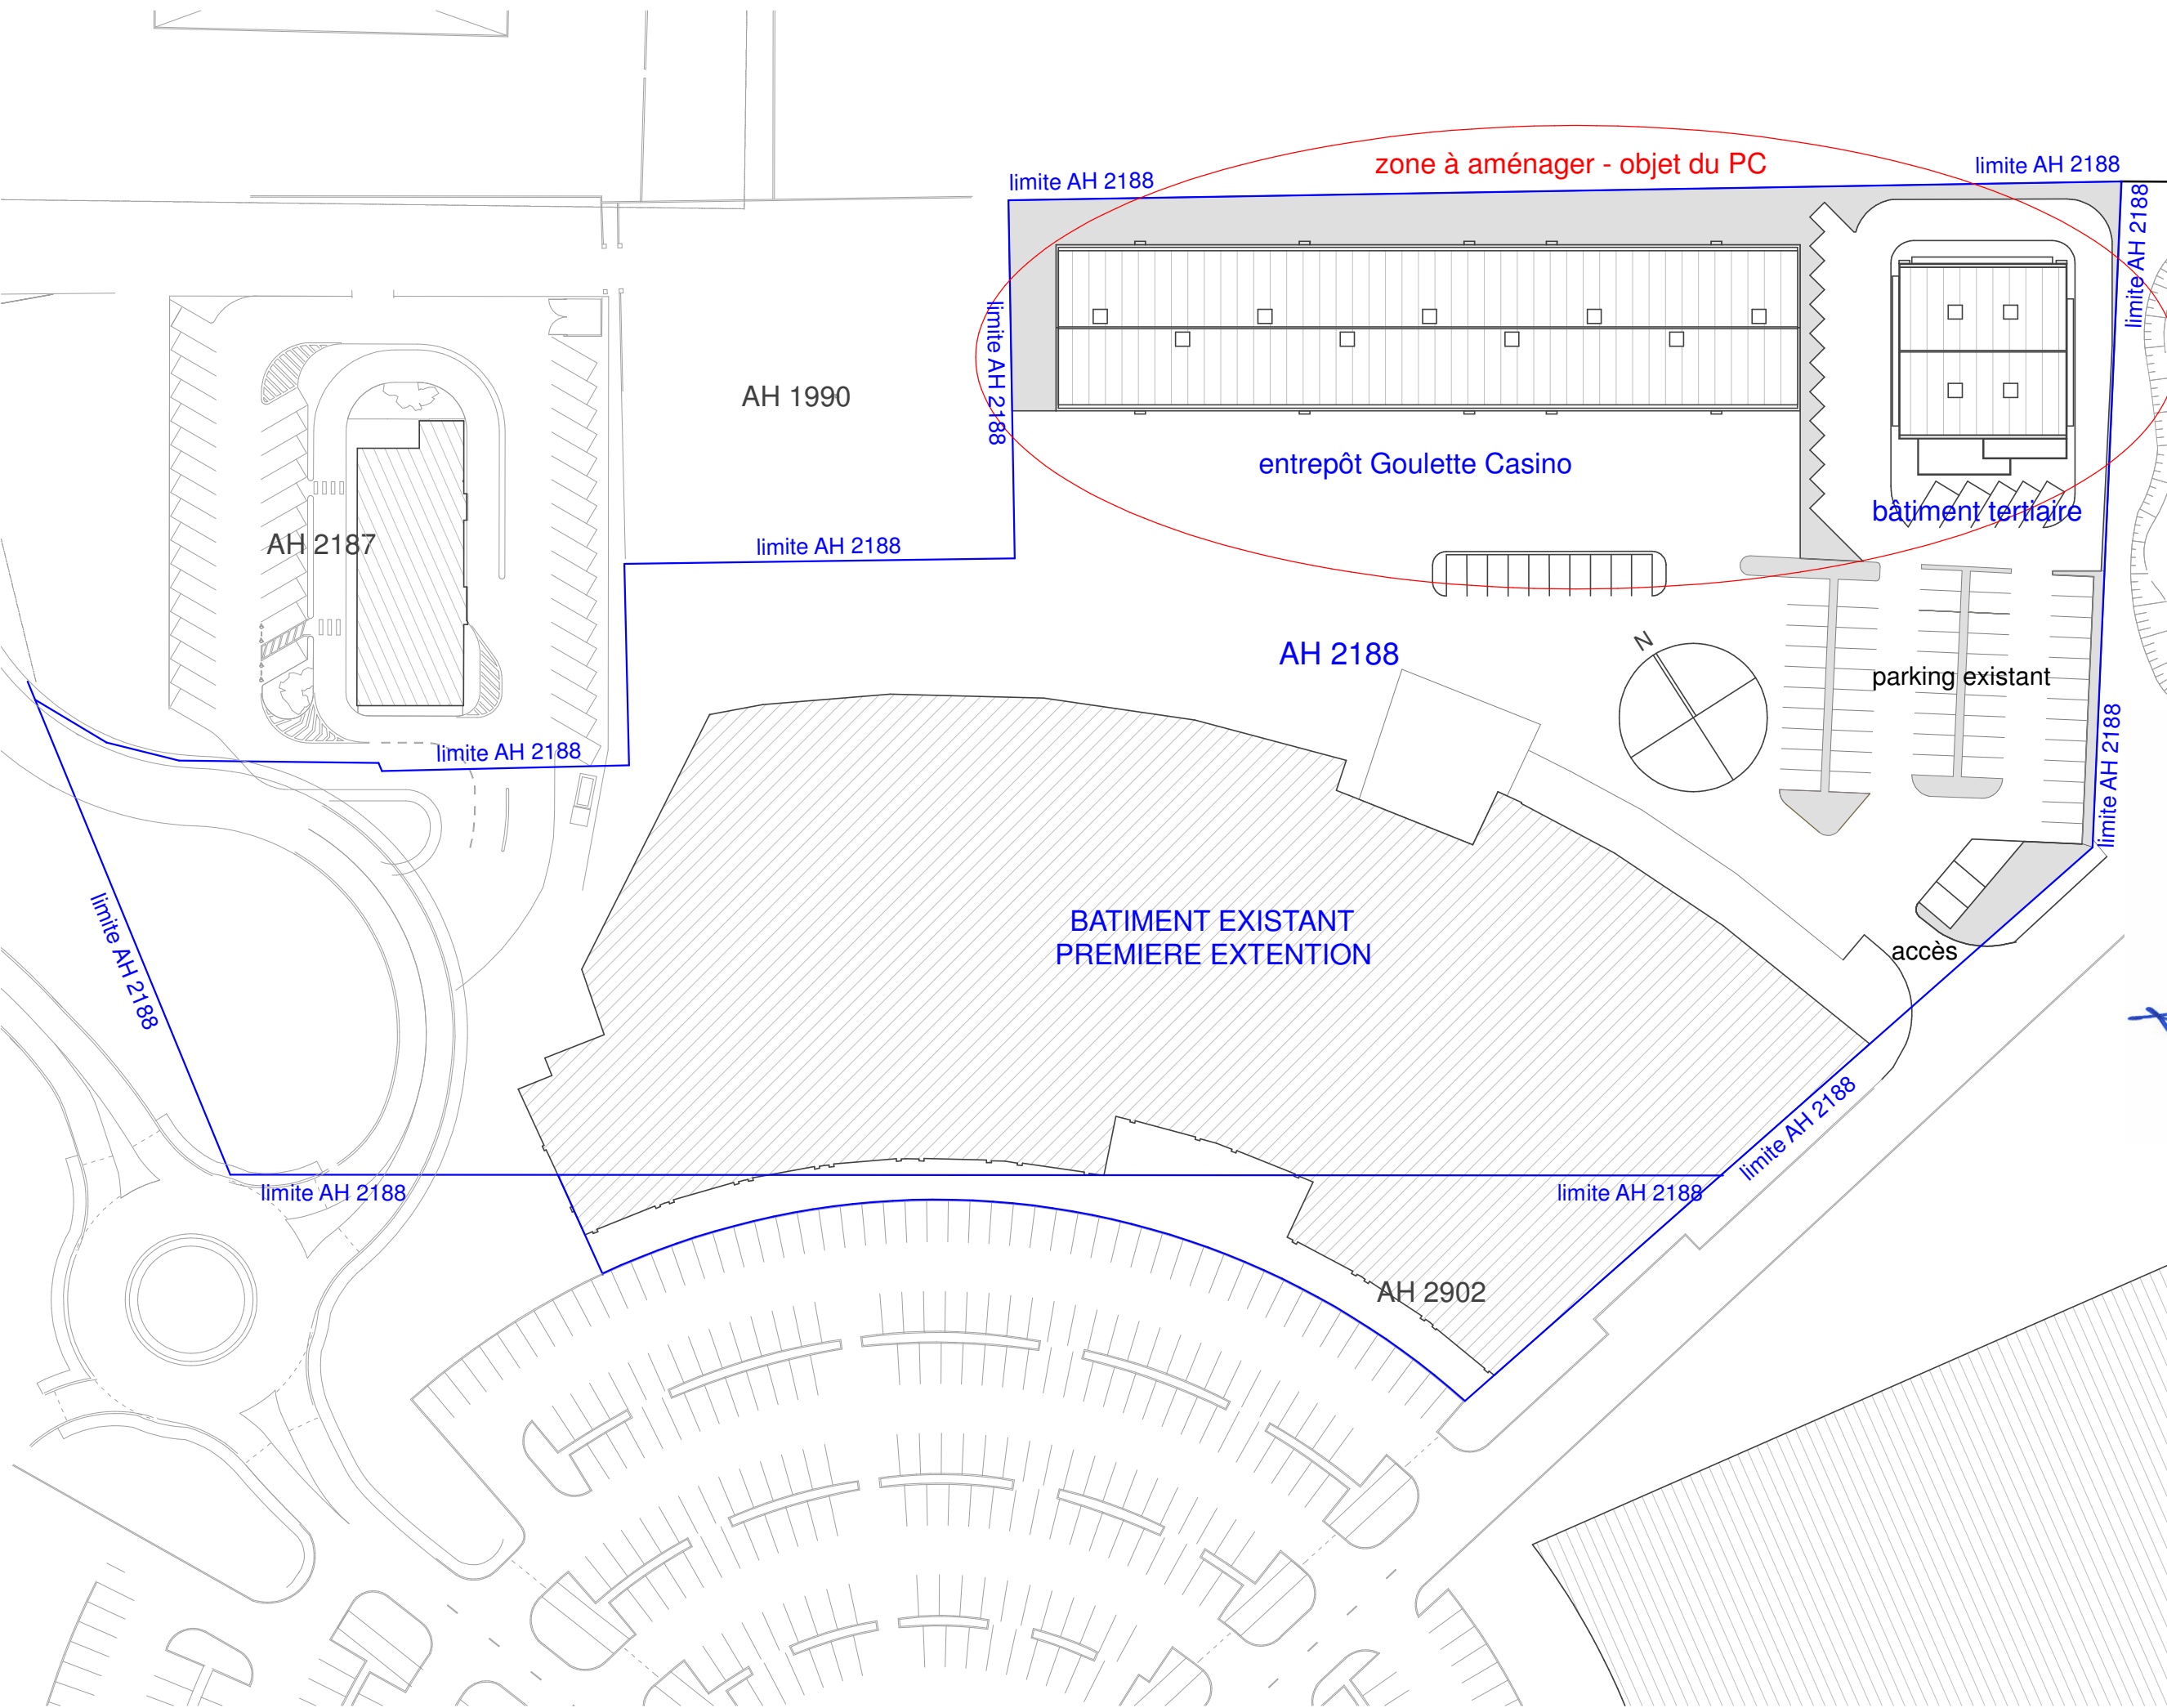 zone à aménager - objet du PC
limite AH 2188
limite AH 2188
limite AH 2188
limite AH 2188
AH 1990
entrepôt Goulette Casino
bâtiment tertiaire
AH 2187
limite AH 2188
N
AH 2188
parking existant
limite AH 2188
limite AH 2188
BATIMENT EXISTANT
PREMIERE EXTENTION
accès
limite AH 2188
limite AH 2188
limite AH 2188
limite AH 2188
AH 2902